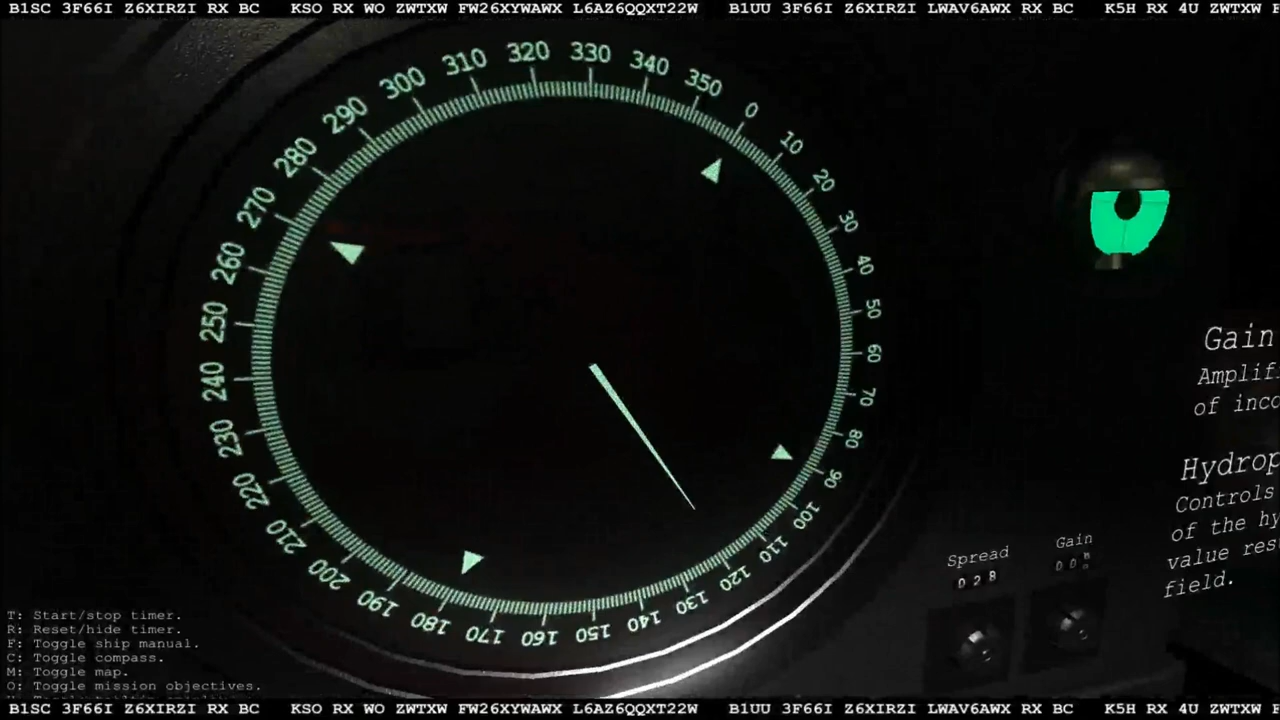 B1SC 3F66I Z6XIRZI RX BC KSO RX WO ZWTXW FW26XYWAWX L6AZ6QQXT22W B1UU 3F66I Z6XIRZI LWAV6AWX RX BC K5H RX 4U ZWTXW
0
10
20
30
40
50
60
70
80
90
100
110
120
130
140
150
160
170
180
190
200
210
220
230
240
250
260
270
280
290
300
310
320
330
340
350
Gain
of
Controls
of the
value
field.
Spread
028
Gain
T: Start/stop timer.
R: Reset/hide timer.
F: Toggle ship manual.
C: Toggle compass.
M: Toggle map.
O: Toggle mission objectives.
B1SC 3F66I Z6XIRZI RX BC KSO RX WO ZWTXW FW26XYWAWX L6AZ6QQXT22W B1UU 3F66I Z6XIRZI LWAV6AWX RX BC K5H RX 4U ZWTXW